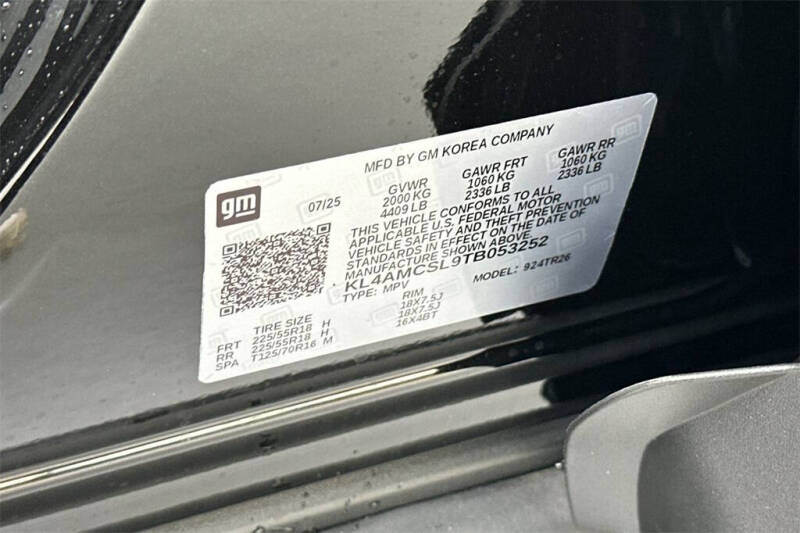 MFD BY GM KOREA COMPANY
gm
07/25
GVWR GAWR FRT GAWR RR
2000 KG 1060 KG 1060 KG
4409 LB 2336 LB 2336 LB
THIS VEHICLE CONFORMS TO ALL
APPLICABLE U.S. FEDERAL MOTOR
VEHICLE SAFETY AND THEFT PREVENTION
STANDARDS IN EFFECT ON THE DATE OF
MANUFACTURE SHOWN ABOVE.
KL4AMCSL9TB053252
TYPE: MPV MODEL: 924TR26
TIRE SIZE RIM
FRT 225/55R18 H 18X7.5J
RR 225/55R18 H 18X7.5J
SPA T125/70R16 M 16X4BT